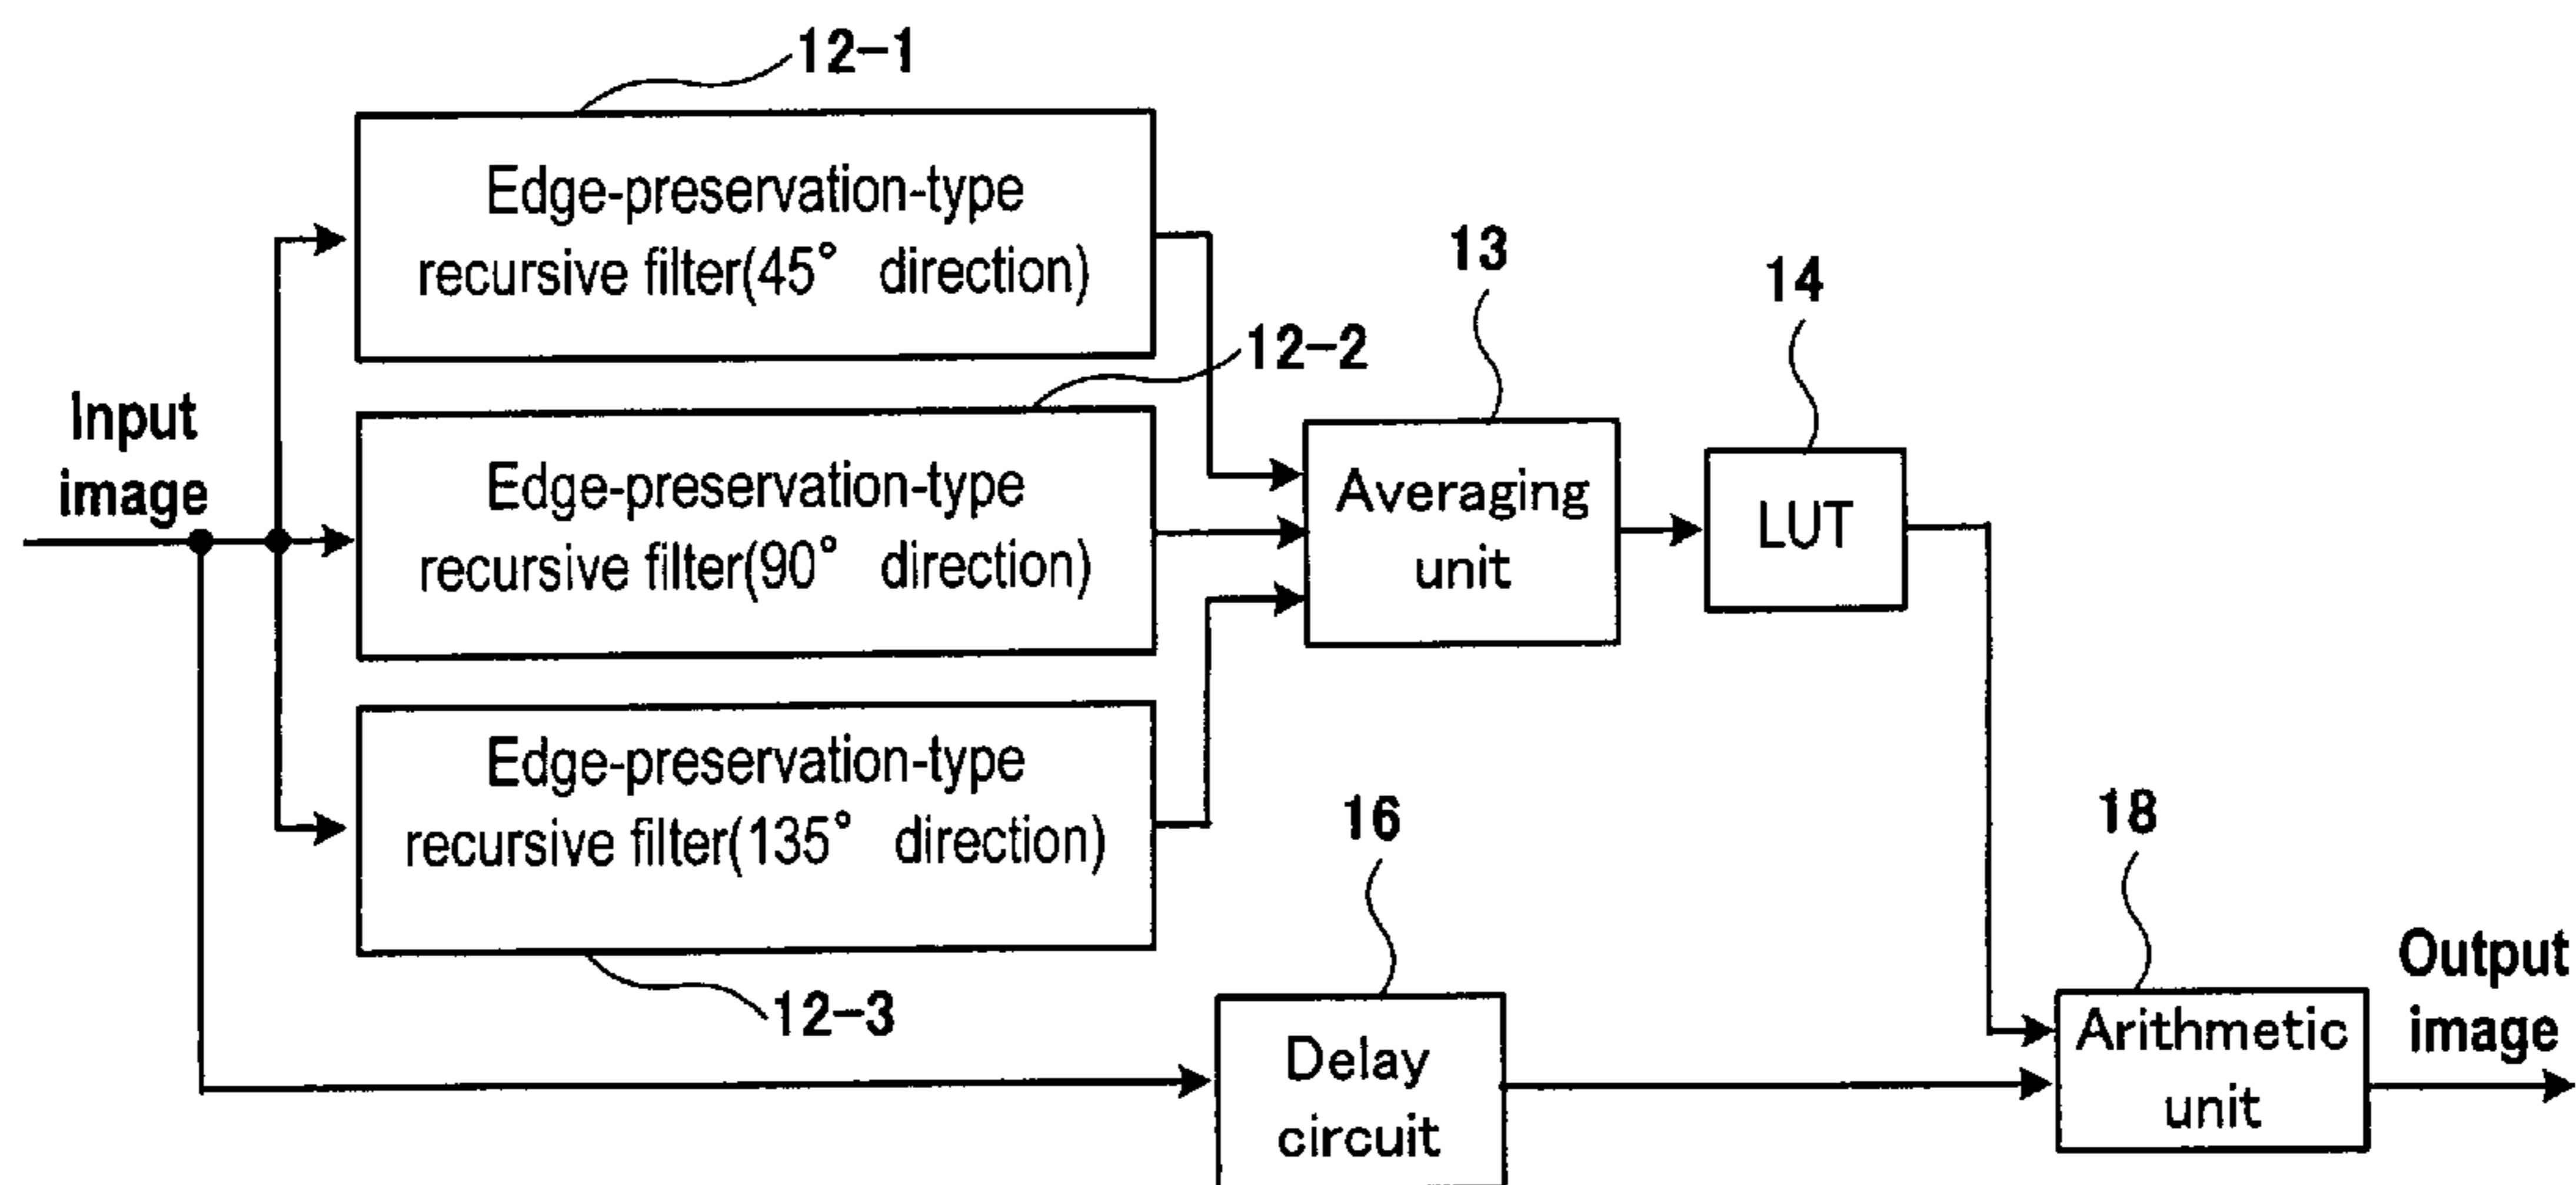 12-1
Edge-preservation-type
recursive filter(45° direction)
12-2
13
14
Input
image
Edge-preservation-type
recursive filter(90° direction)
Averaging
unit
LUT
Edge-preservation-type
recursive filter(135° direction)
12-3
16
18
Delay
circuit
Arithmetic
unit
Output
image